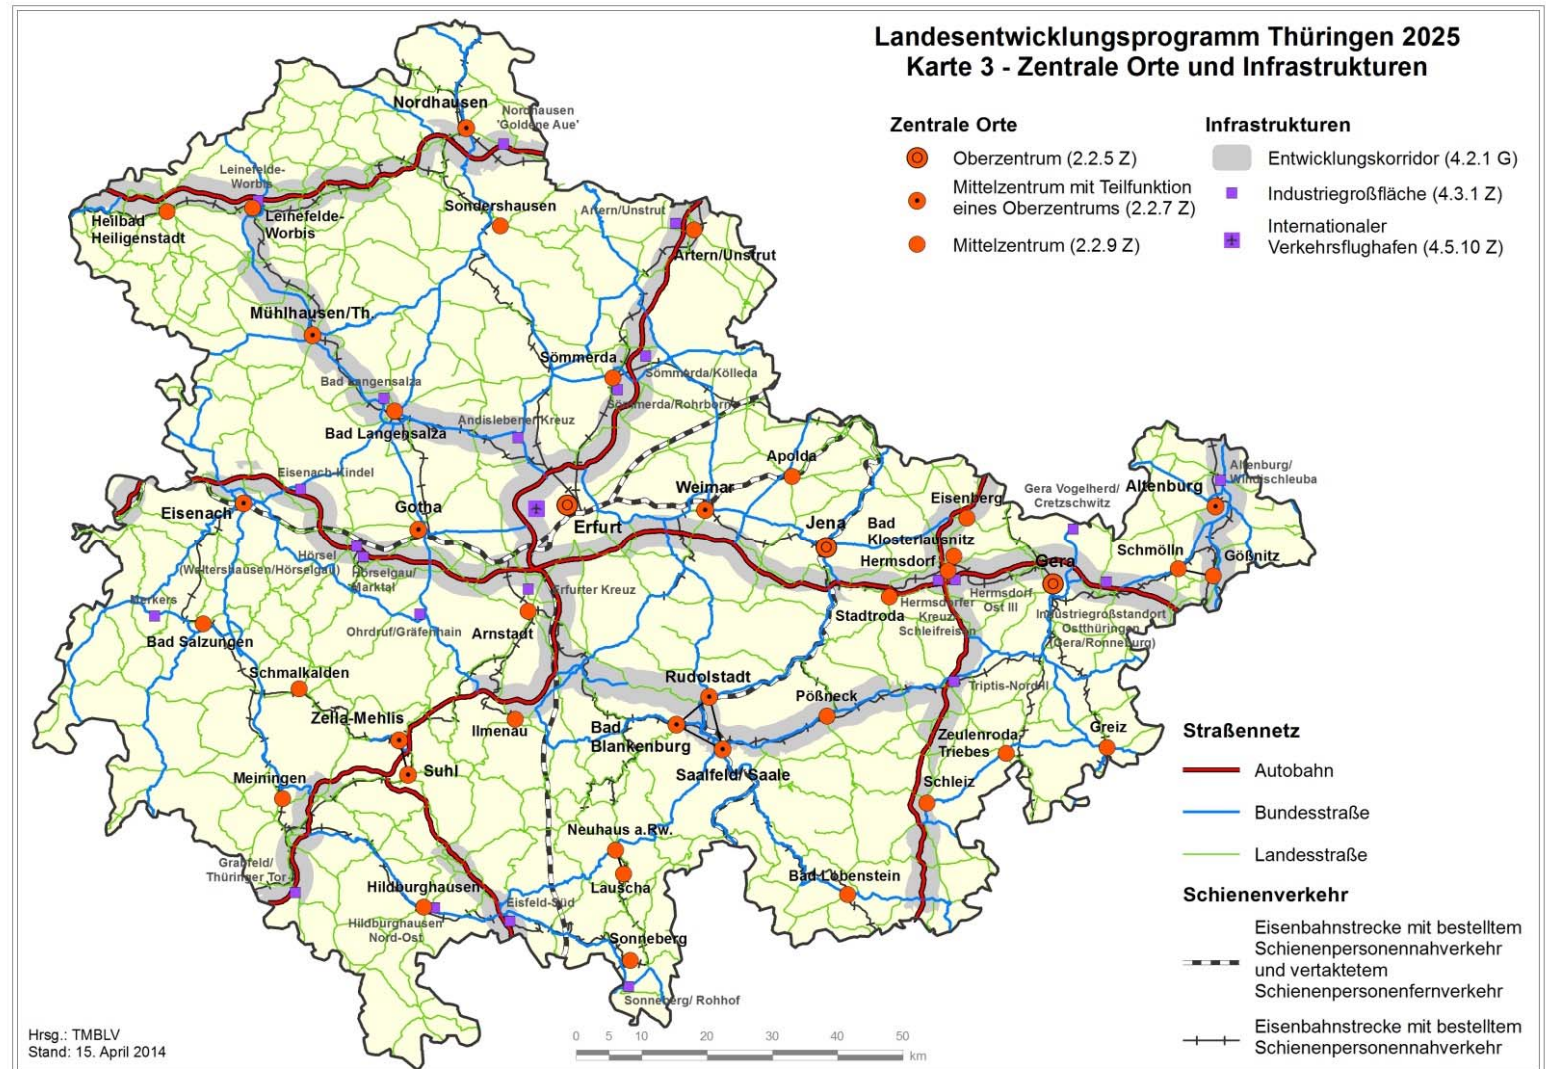 Landesentwicklungsprogramm Thüringen 2025
Karte 3 - Zentrale Orte und Infrastrukturen
Zentrale Orte
Oberzentrum (2.2.5 Z)
Mittelzentrum mit Teilfunktion
eines Oberzentrums (2.2.7 Z)
Mittelzentrum (2.2.9 Z)
Infrastrukturen
Entwicklungskorridor (4.2.1 G)
Industriegroßfläche (4.3.1 Z)
Internationaler
Verkehrsflughafen (4.5.10 Z)
Nordhausen
Nordhausen
'Goldene Aue'
Leinefelde-
Worbis
Heilbad
Heiligenstadt
Leinefelde-
Worbis
Sondershausen
Artern/Unstrut
Artern/Unstrut
Mühlhausen/Th.
Sömmerda
Sömmerda/Kölleda
Bad Langensalza
Sömmerda/Rohrborn
Andislebener Kreuz
Bad Langensalza
Eisenach-Kindel
Apolda
Altenburg/
Windischleuba
Gera Vogelherd/
Cretzschwitz
Altenburg
Eisenach
Gotha
Weimar
Erfurt
Jena
Eisenberg
Bad
Klosterlausnitz
Hermsdorf
Gera
Schmölln
Gößnitz
Hörsel
(Waltershausen/Hörselgau)
Hörselgau/
Marktal
Erfurter Kreuz
Merkers
Bad Salzungen
Ohrdruf/Gräfenhain
Arnstadt
Stadtroda
Hermsdorfer
Kreuz/
Schleifreisen
Hermsdorf
Ost III
Industriegroßstandort
Ostthüringen
(Gera/Ronneburg)
Schmalkalden
Rudolstadt
Pößneck
Triptis-Nord III
Zella-Mehlis
Ilmenau
Bad
Blankenburg
Saalfeld/Saale
Zeulenroda-
Triebes
Greiz
Meiningen
Suhl
Schleiz
Neuhaus a.Rw.
Lauscha
Bad Lobenstein
Grabfeld/
Thüringer Tor
Hildburghausen
Hildburghausen
Nord-Ost
Eisfeld-Süd
Sonneberg
Sonneberg/ Rohhof
Straßennetz
Autobahn
Bundesstraße
Landesstraße
Schienenverkehr
Eisenbahnstrecke mit bestelltem
Schienenpersonennahverkehr
und vertaktetem
Schienenpersonenfernverkehr
Eisenbahnstrecke mit bestelltem
Schienenpersonennahverkehr
Hrsg.: TMBLV
Stand: 15. April 2014
0 5 10 20 30 40 50
km